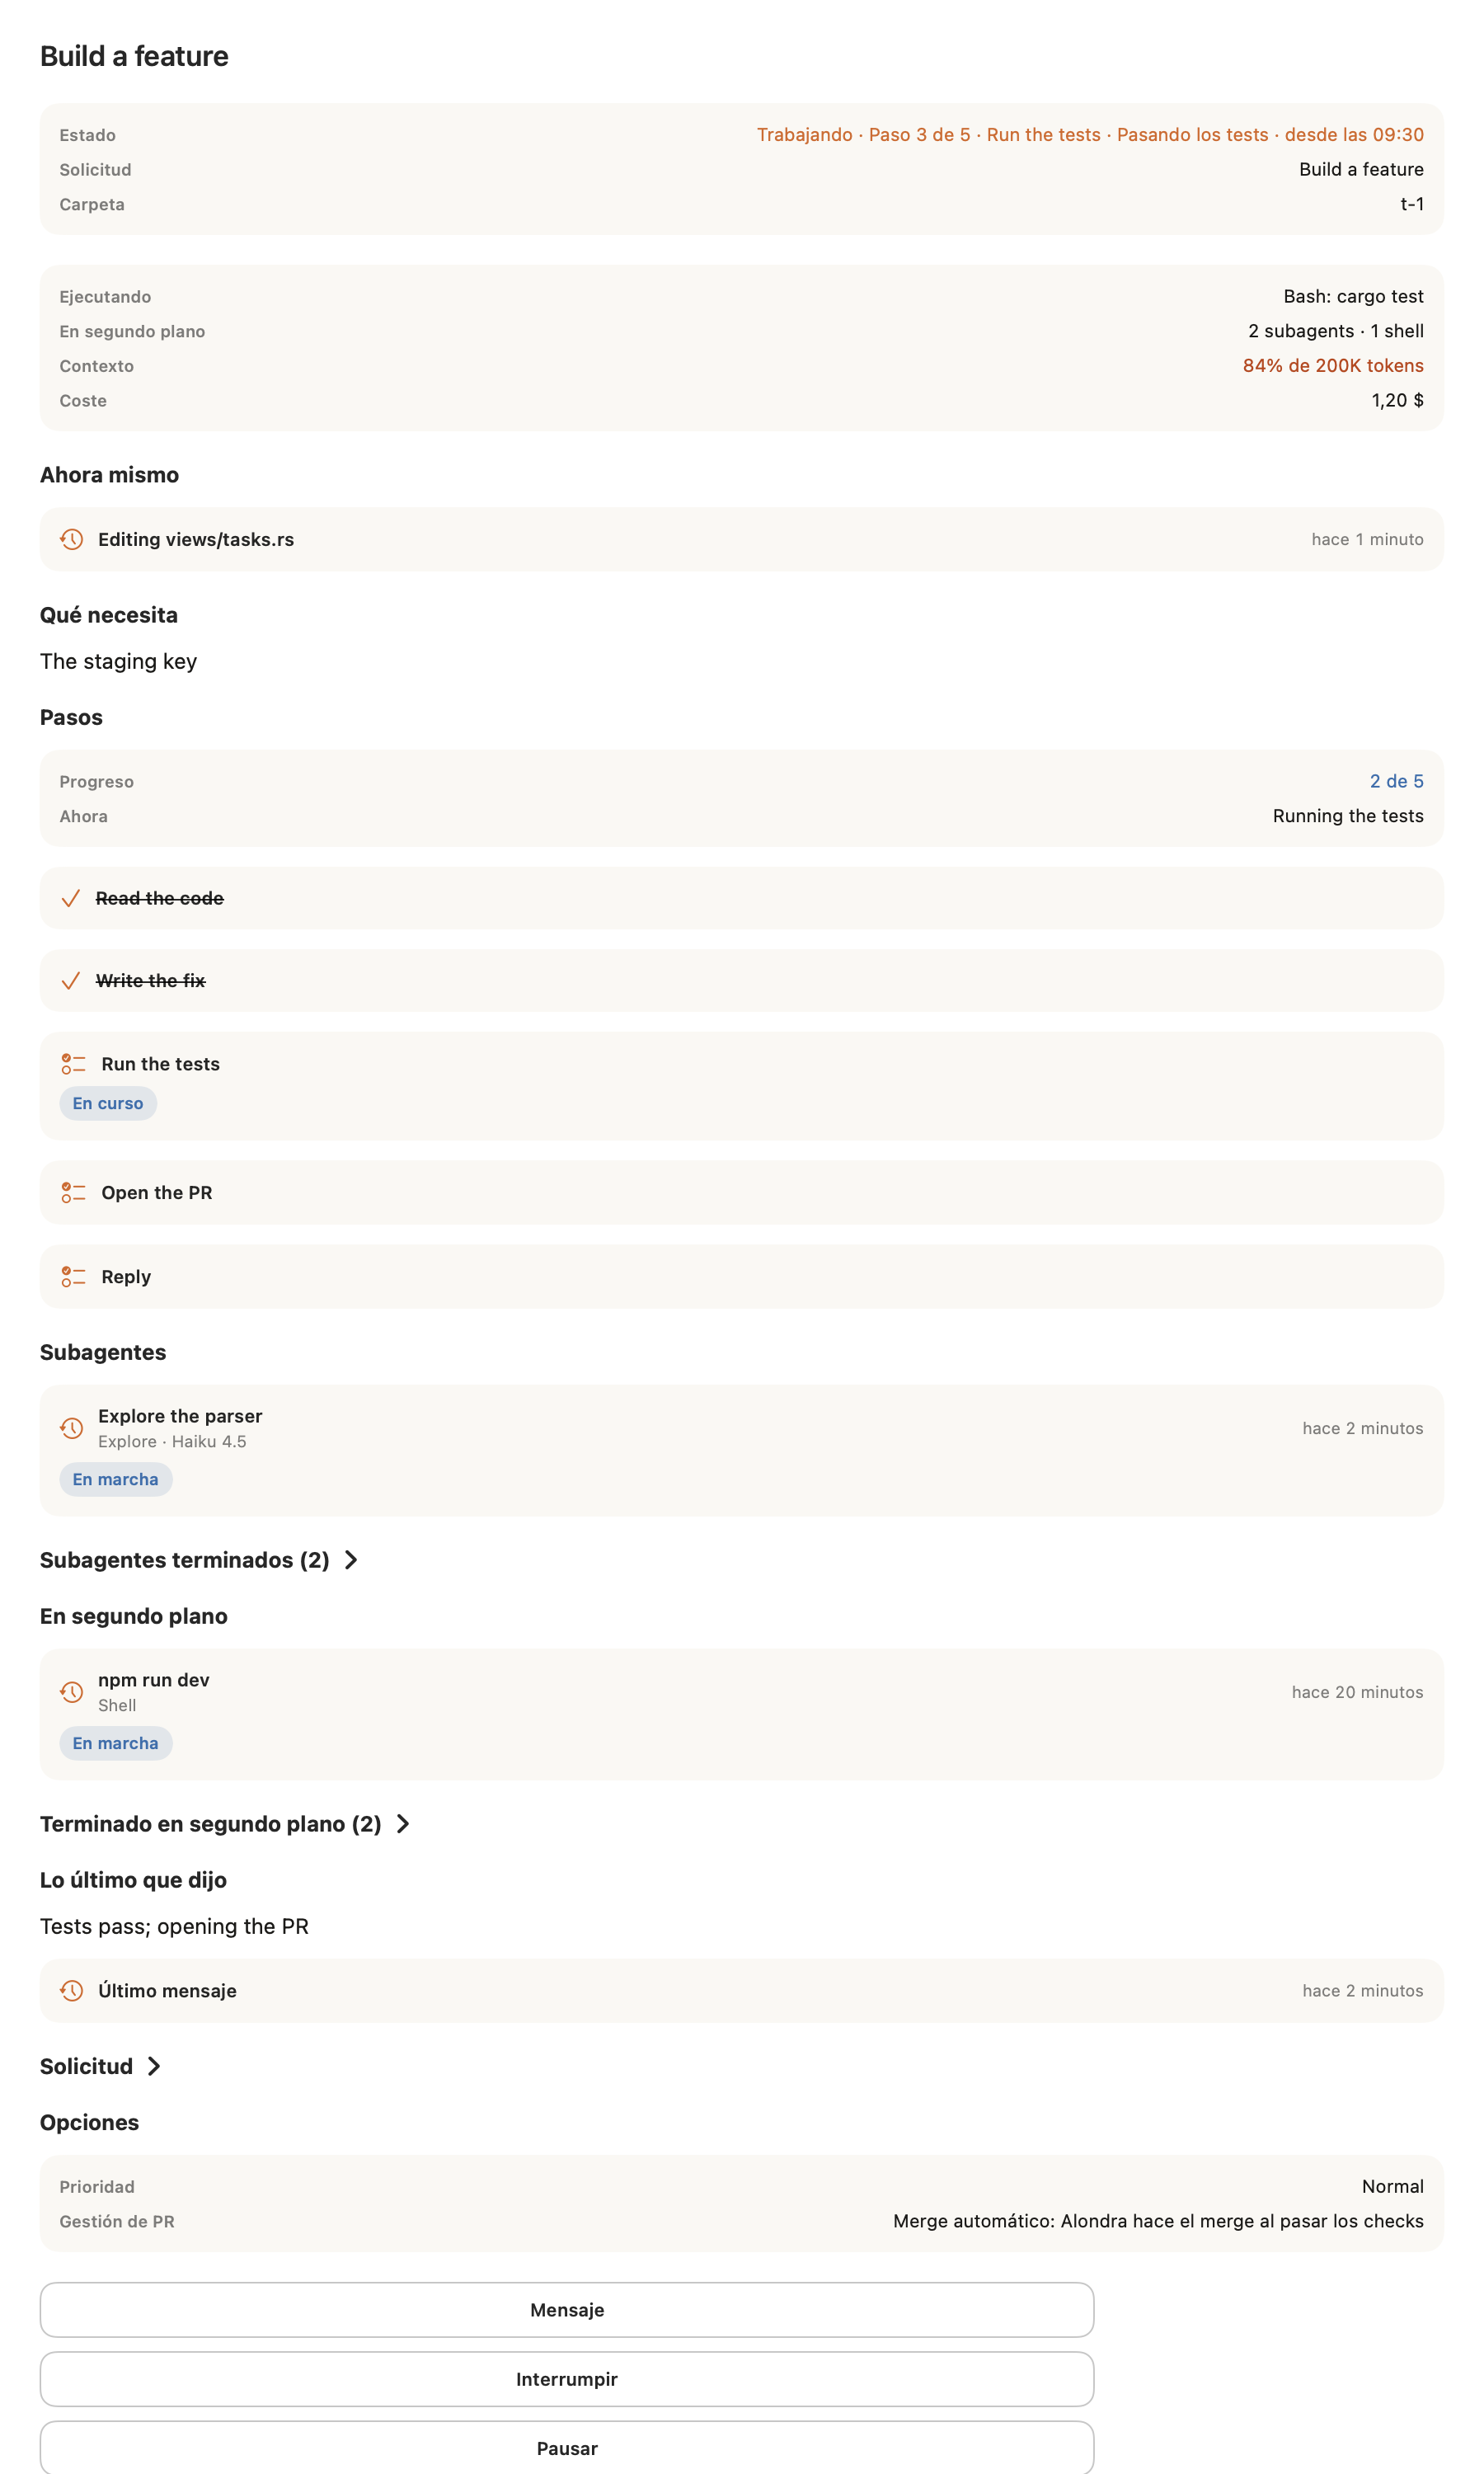 Build a feature
Estado
Trabajando · Paso 3 de 5 · Run the tests · Pasando los tests · desde las 09:30
Solicitud
Build a feature
Carpeta
t-1
Ejecutando
Bash: cargo test
En segundo plano
2 subagents · 1 shell
Contexto
84% de 200K tokens
Coste
1,20 $
Ahora mismo
Editing views/tasks.rs
hace 1 minuto
Qué necesita
The staging key
Pasos
Progreso
2 de 5
Ahora
Running the tests
Read the code
Write the fix
Run the tests
En curso
Open the PR
Reply
Subagentes
Explore the parser
Explore · Haiku 4.5
hace 2 minutos
En marcha
Subagentes terminados (2)
En segundo plano
npm run dev
Shell
hace 20 minutos
En marcha
Terminado en segundo plano (2)
Lo último que dijo
Tests pass; opening the PR
Último mensaje
hace 2 minutos
Solicitud
Opciones
Prioridad
Normal
Gestión de PR
Merge automático: Alondra hace el merge al pasar los checks
Mensaje
Interrumpir
Pausar